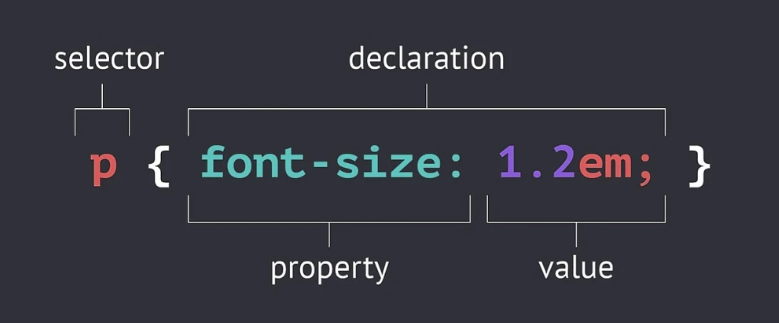 selector declaration
p { font-size: 1.2em; }
property value